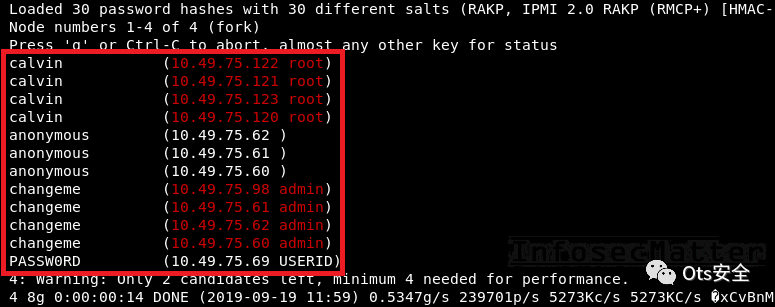 Loaded 30 password hashes with 30 different salts (RAKP, IPMI 2.0 RAKP (RMCP+) [HMAC-
Node numbers 1-4 of 4 (fork)
Press 'q' or Ctrl-C to abort, almost any other key for status
calvin (10.49.75.122 root)
calvin (10.49.75.121 root)
calvin (10.49.75.123 root)
calvin (10.49.75.120 root)
anonymous (10.49.75.62 )
anonymous (10.49.75.61 )
anonymous (10.49.75.60 )
changeme (10.49.75.98 admin)
changeme (10.49.75.61 admin)
changeme (10.49.75.62 admin)
changeme (10.49.75.60 admin)
PASSW0RD (10.49.75.69 USERID)
InfosecMatter
4: Warning: Only 2 candidates left, minimum 4 needed for performance.
Ots安全
4 8g 0:00:00:14 DONE (2019-09-19 11:59) 0.5347g/s 239701p/s 5273Kc/s 5273KC/s �xCvBnM